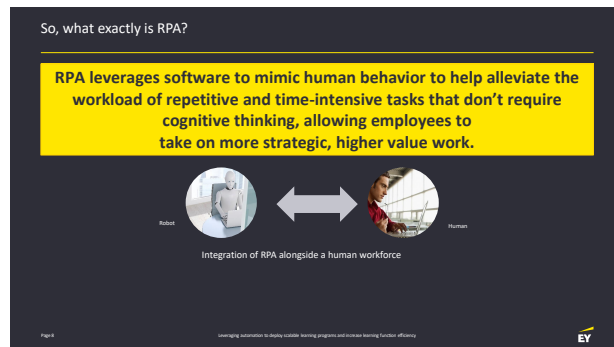 So, what exactly is RPA?
RPA leverages software to mimic human behavior to help alleviate the
workload of repetitive and time-intensive tasks that don't require
cognitive thinking, allowing employees to
take on more strategic, higher value work.
Robot
Human
Integration of RPA alongside a human workforce
Page 6
Leveraging automation to deploy scalable learning programs and increase learning function efficiency
EY